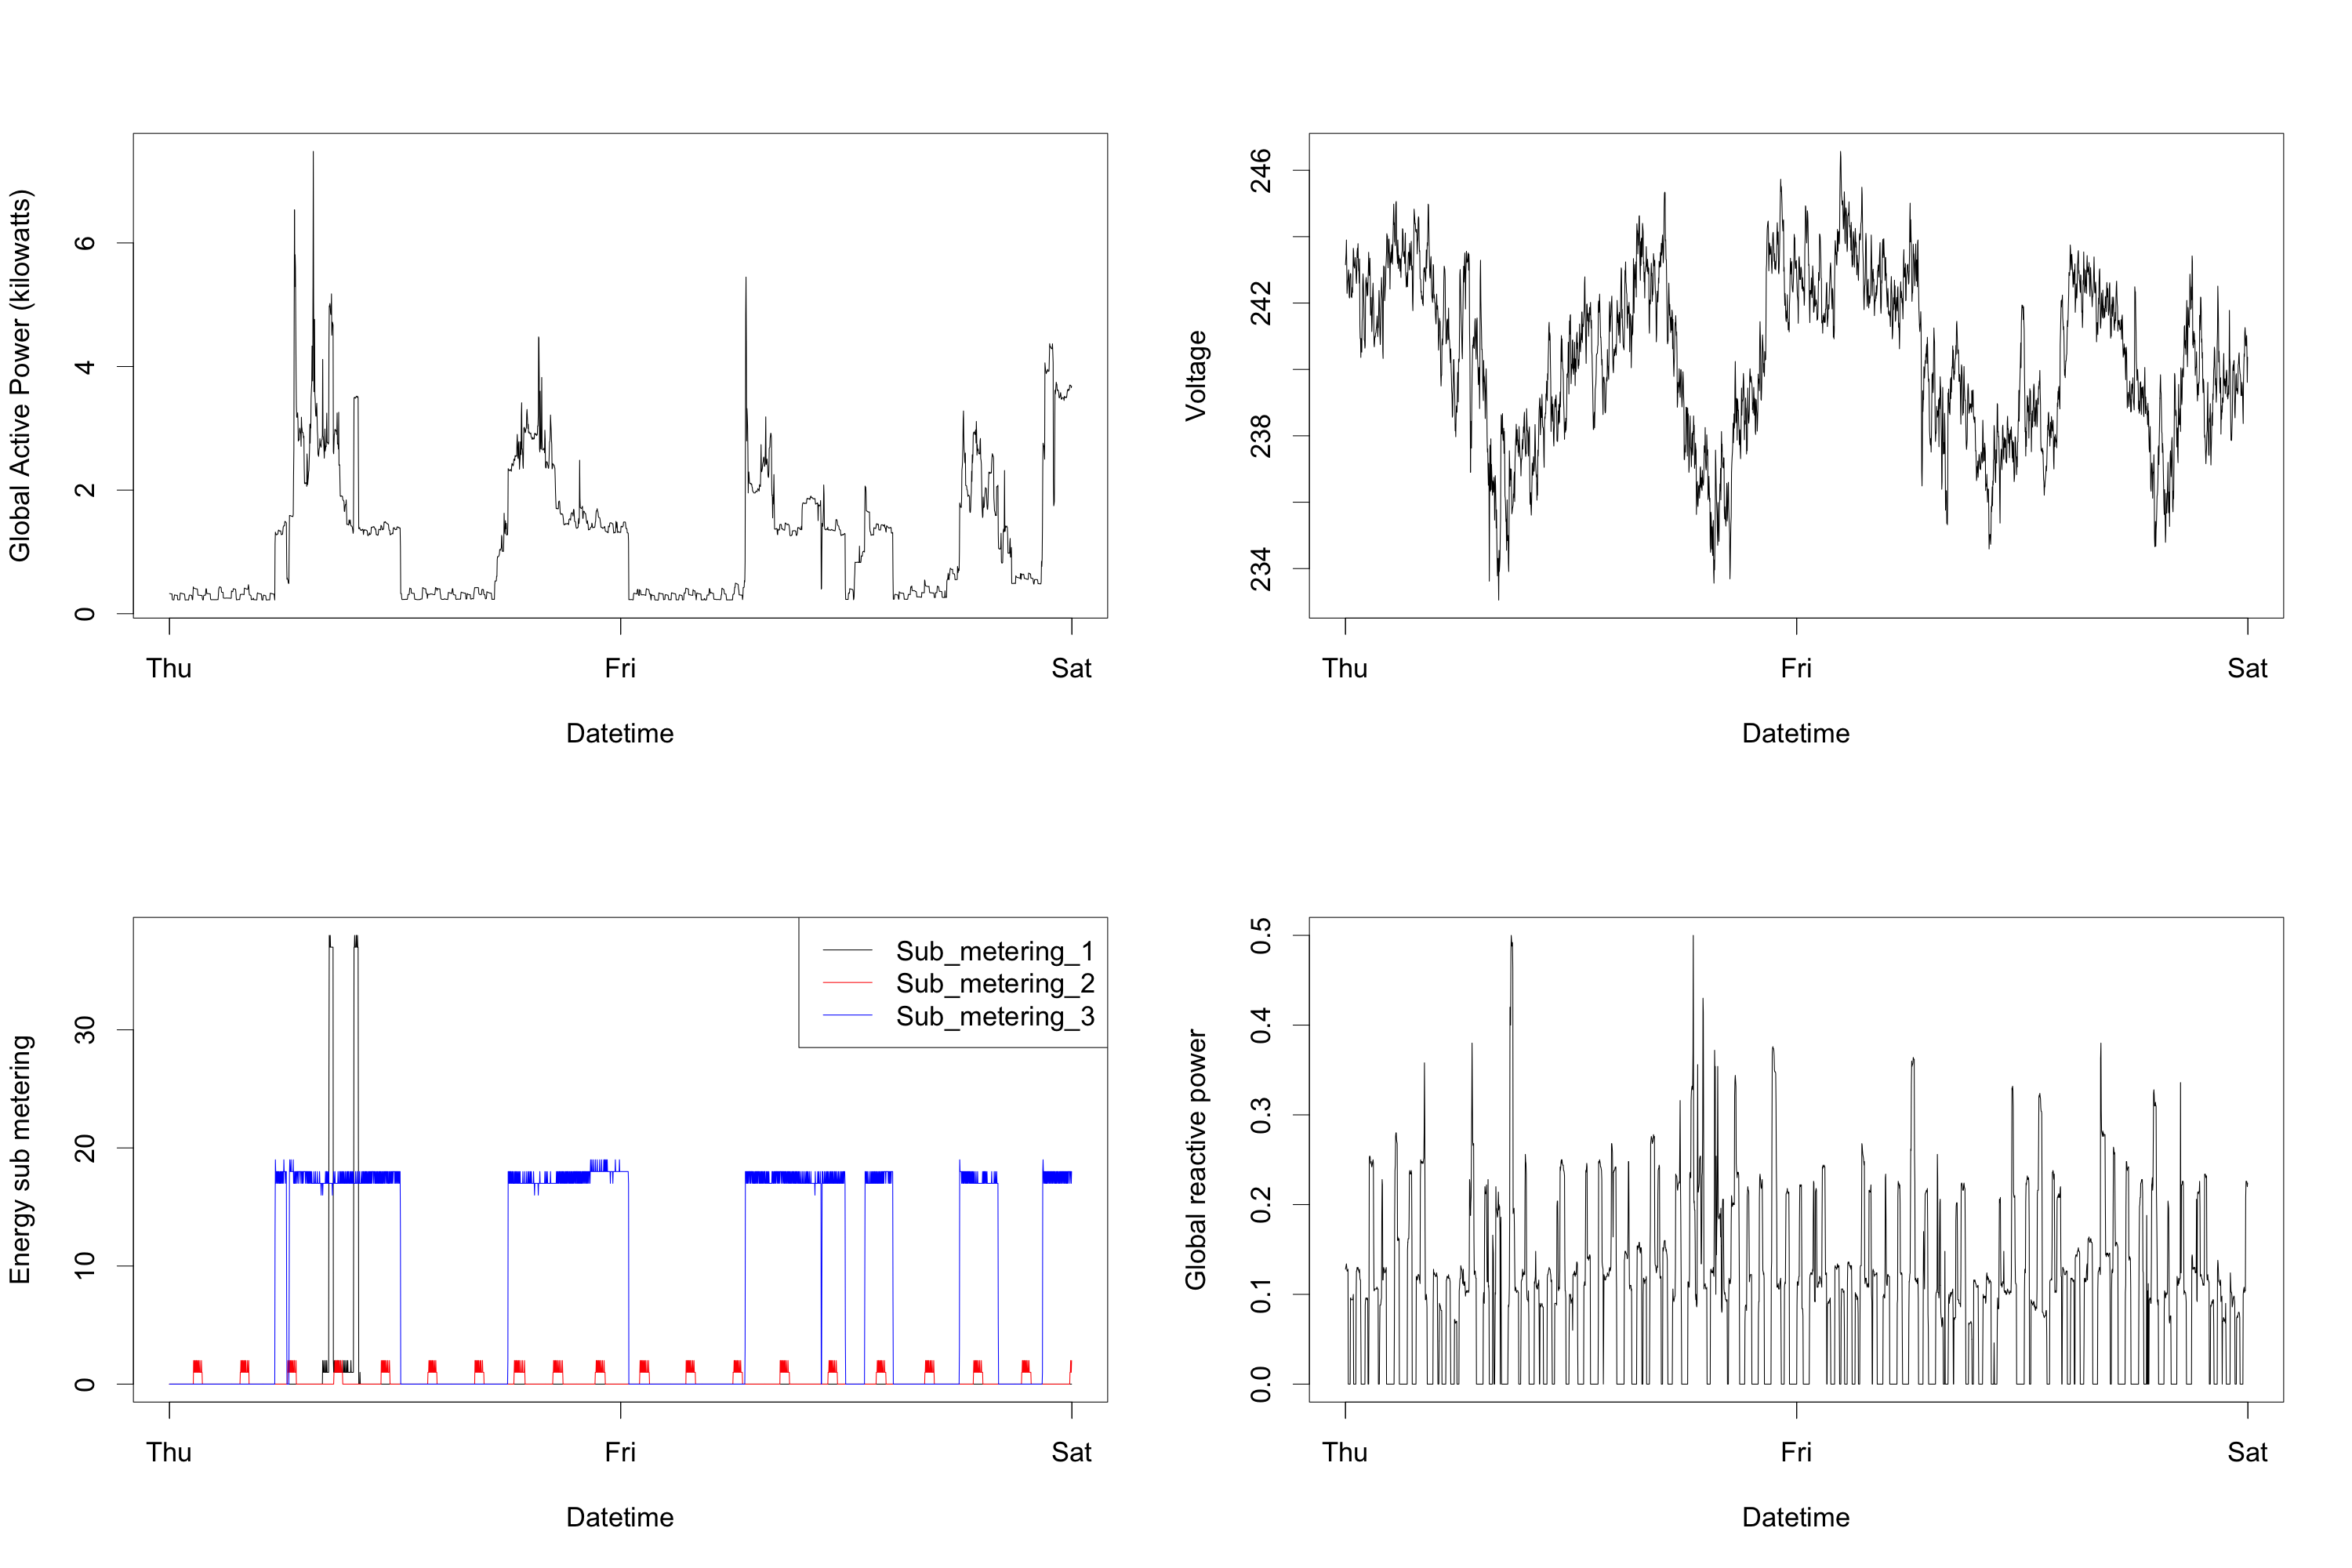 Global Active Power (kilowatts)
6
4
2
0
Thu
Fri
Sat
Datetime
Voltage
246
242
238
234
Thu
Fri
Sat
Datetime
Energy sub metering
30
20
10
0
Sub_metering_1
Sub_metering_2
Sub_metering_3
Thu
Fri
Sat
Datetime
Global reactive power
0.5
0.4
0.3
0.2
0.1
0.0
Thu
Fri
Sat
Datetime